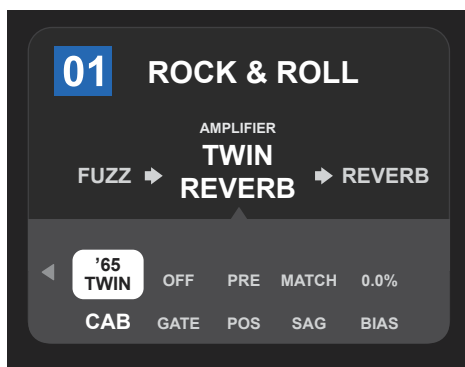 01 ROCK & ROLL
AMPLIFIER
TWIN
FUZZ REVERB REVERB
'65
TWIN OFF PRE MATCH 0.0%
CAB GATE POS SAG BIAS